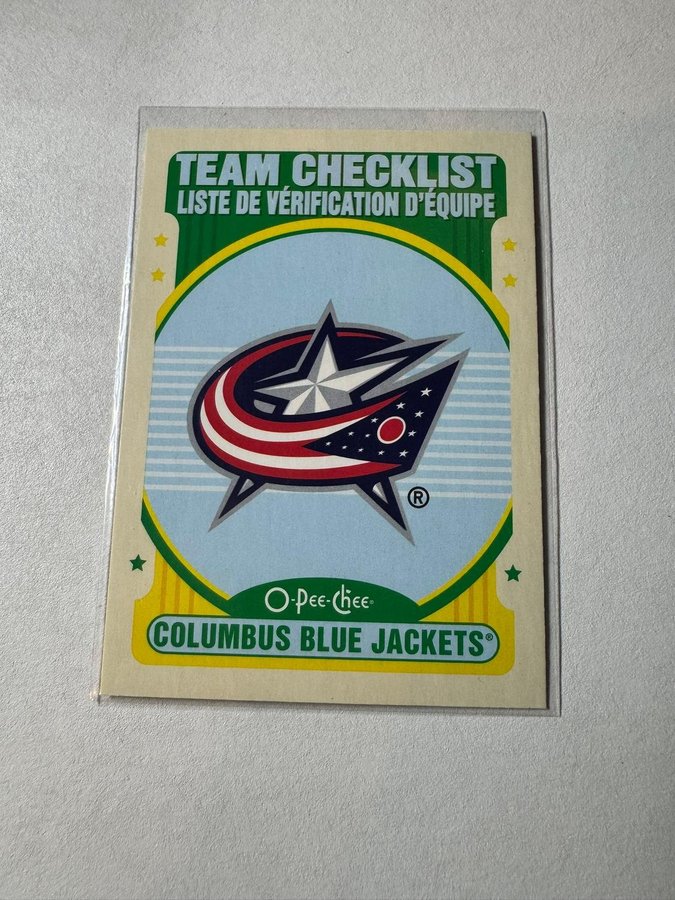 TEAM CHECKLIST
LISTE DE VÉRIFICATION D'ÉQUIPE
®
O-Pee-Chee®
COLUMBUS BLUE JACKETS®